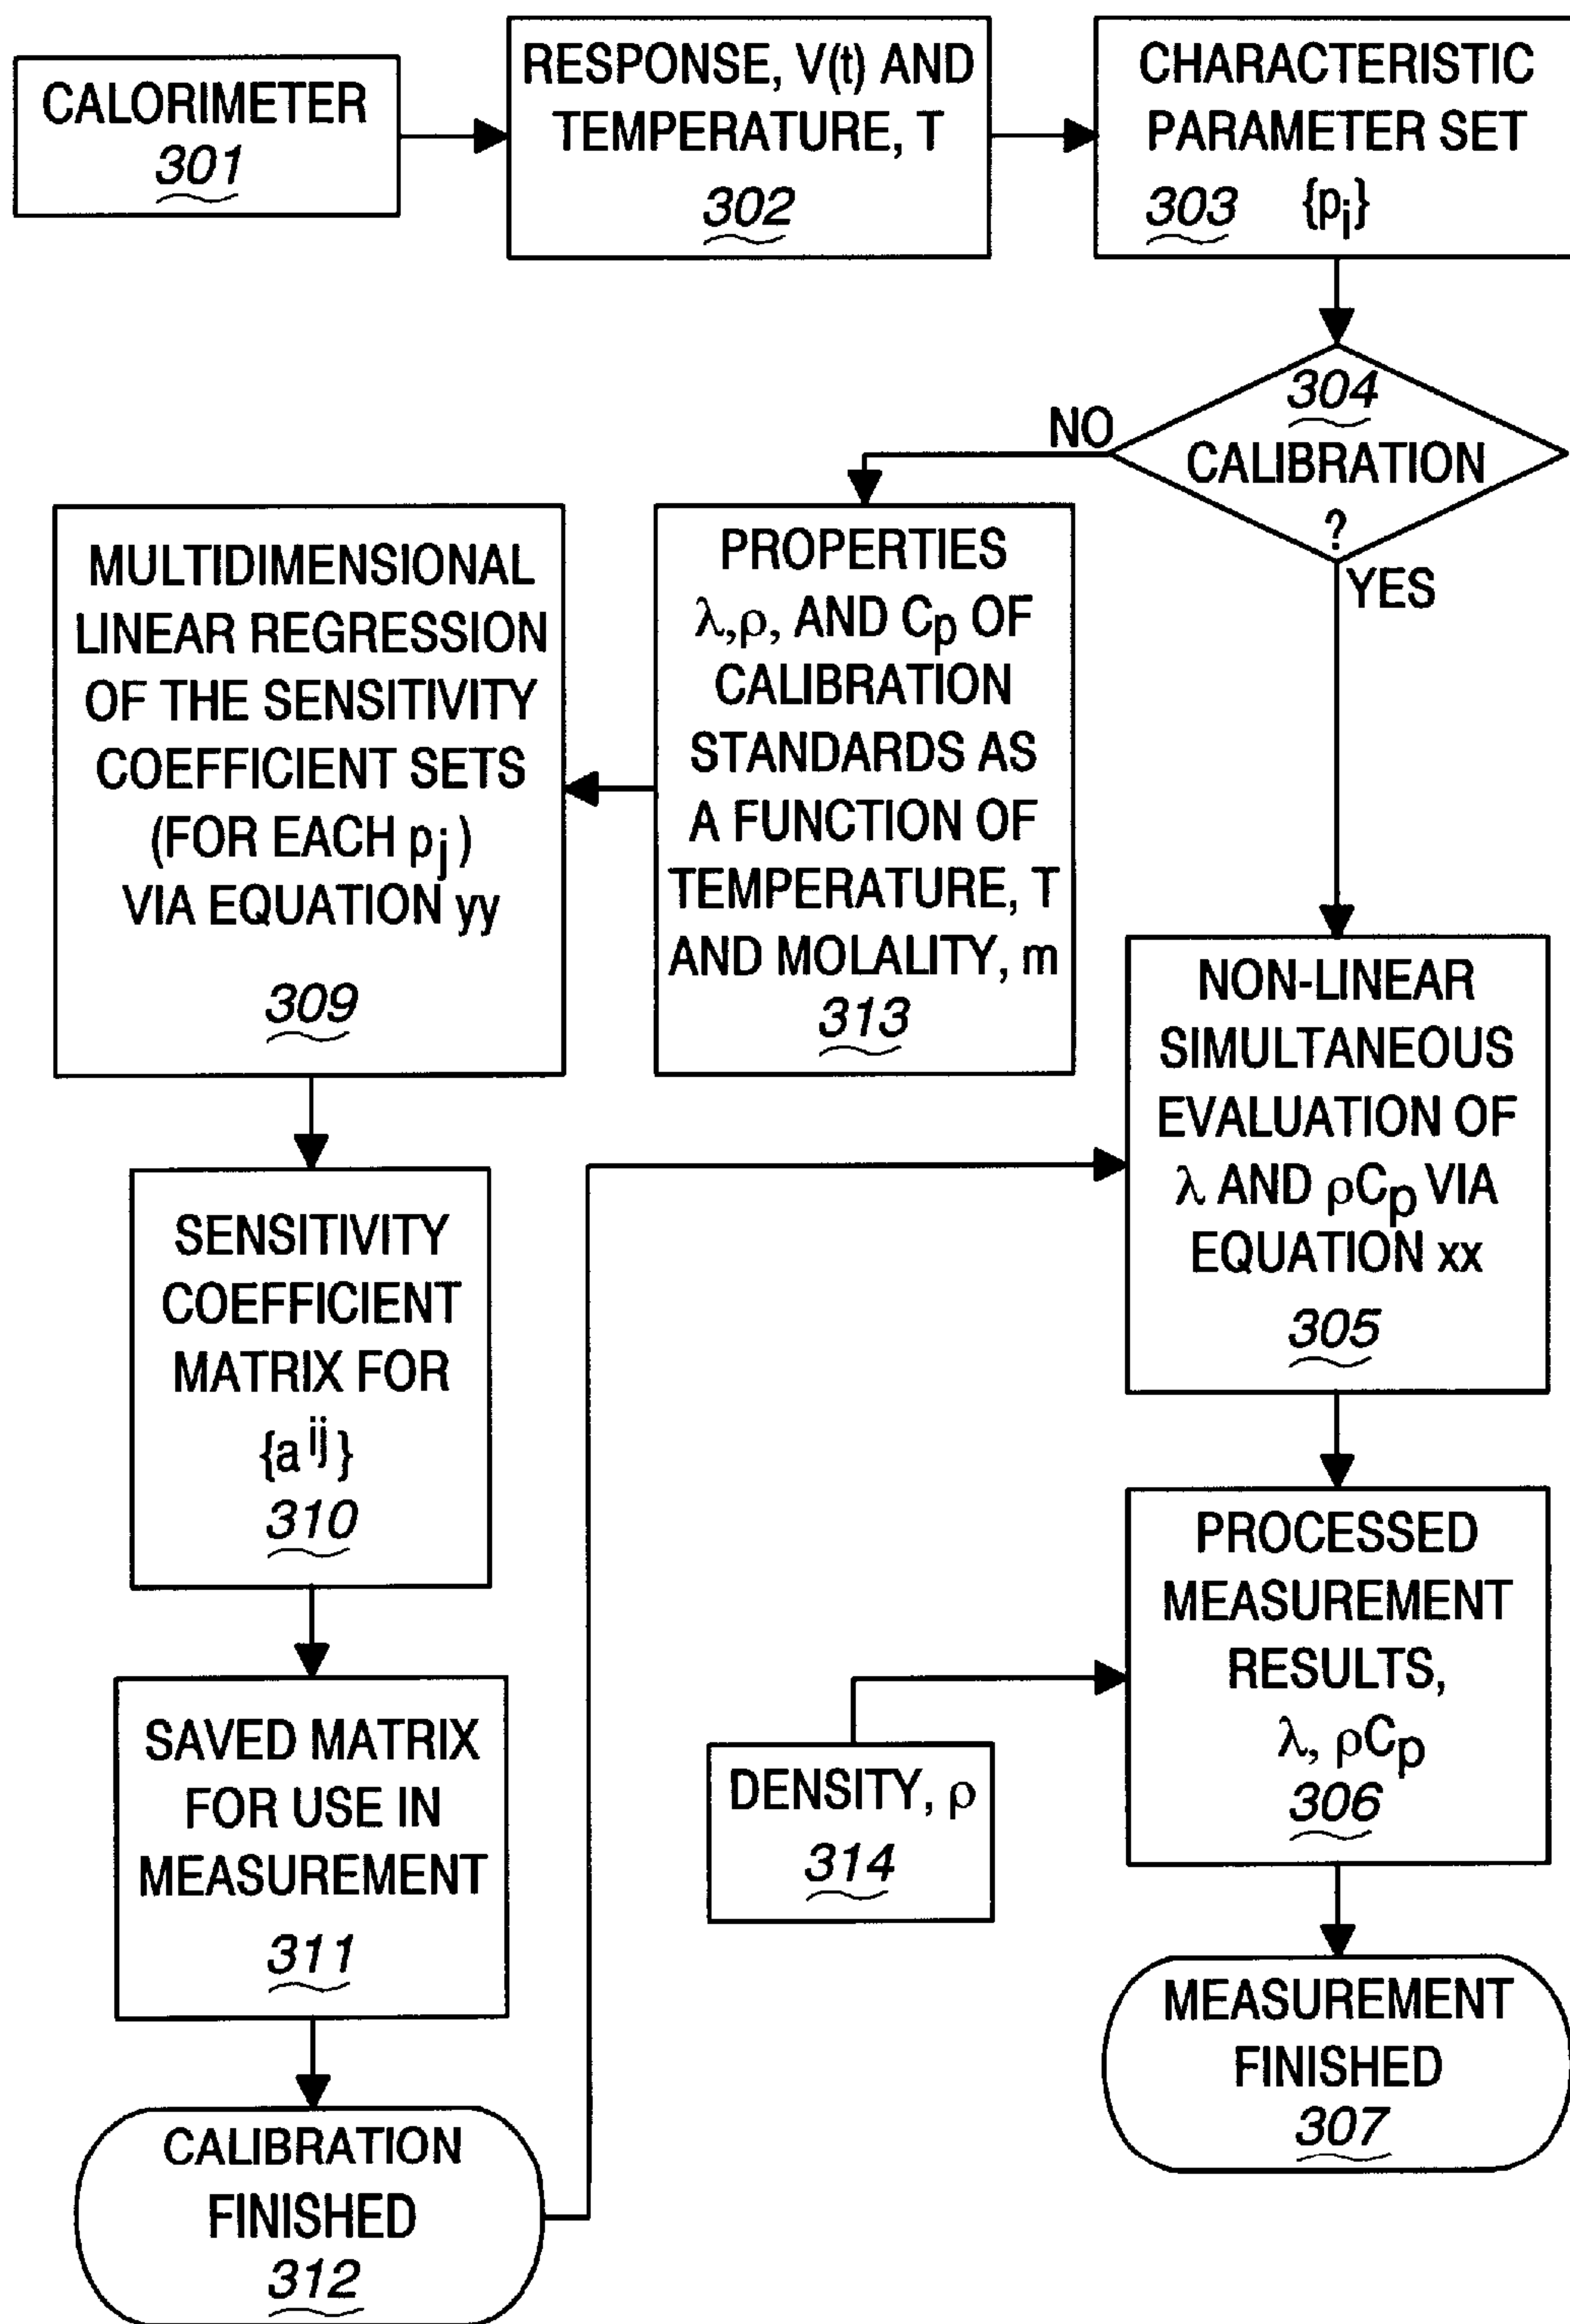 CALORIMETER
301
RESPONSE, V(t) AND
TEMPERATURE, T
302
CHARACTERISTIC
PARAMETER SET
303 {pi}
304
CALIBRATION
?
NO
YES
PROPERTIES
λ,ρ, AND Cp OF
CALIBRATION
STANDARDS AS
A FUNCTION OF
TEMPERATURE, T
AND MOLALITY, m
313
MULTIDIMENSIONAL
LINEAR REGRESSION
OF THE SENSITIVITY
COEFFICIENT SETS
(FOR EACH pj)
VIA EQUATION yy
309
SENSITIVITY
COEFFICIENT
MATRIX FOR
{a ij}
310
SAVED MATRIX
FOR USE IN
MEASUREMENT
311
CALIBRATION
FINISHED
312
NON-LINEAR
SIMULTANEOUS
EVALUATION OF
λ AND ρCp VIA
EQUATION xx
305
PROCESSED
MEASUREMENT
RESULTS,
λ, ρCp
306
DENSITY, ρ
314
MEASUREMENT
FINISHED
307